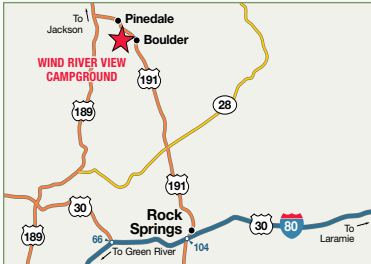 To
Jackson
Pinedale
Boulder
WIND RIVER VIEW
CAMPGROUND
191
189
28
191
30
Rock
Springs
189
66
To Green River
104
30
80
To
Laramie